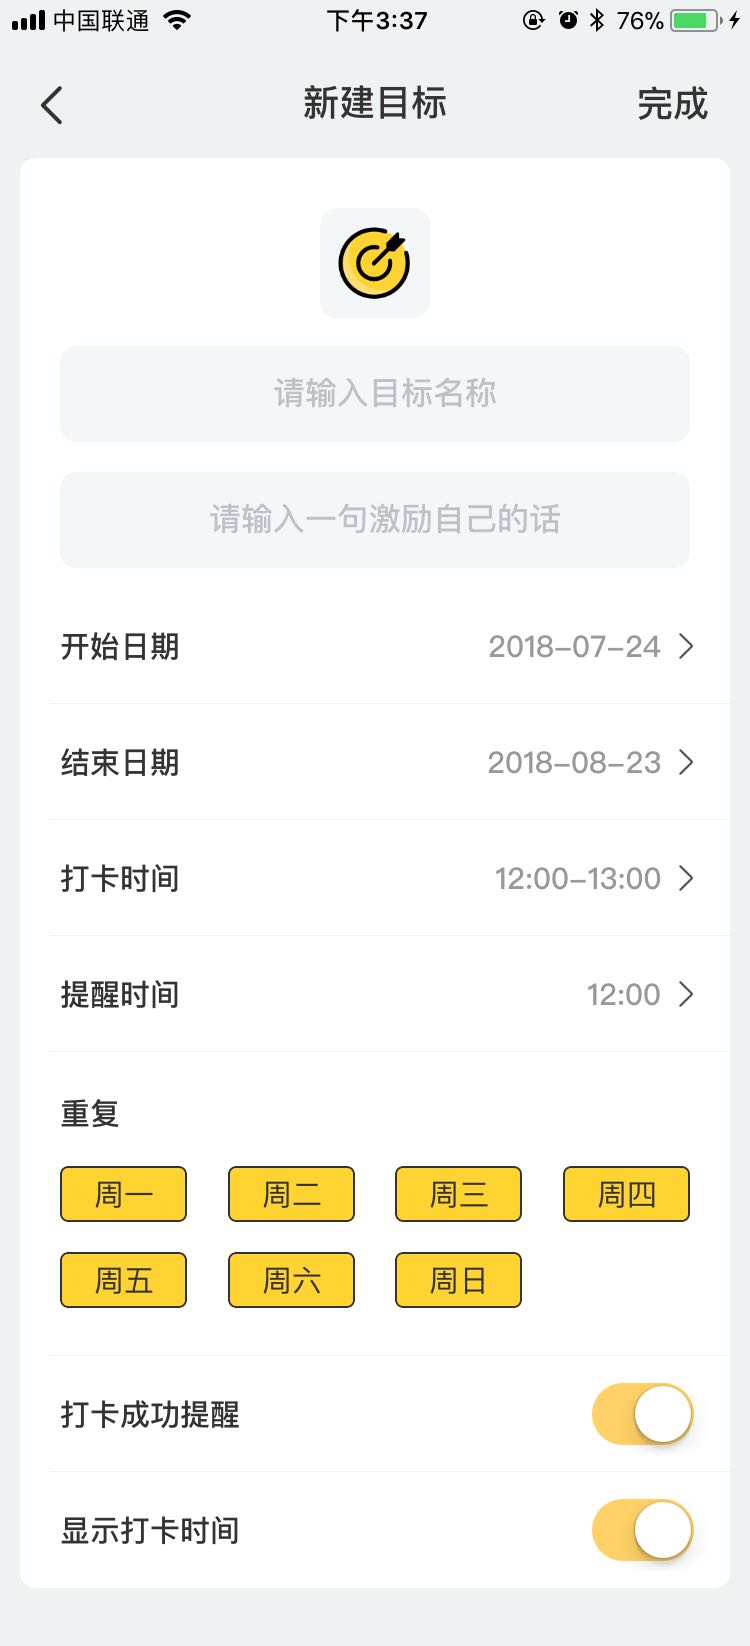 中国联通 下午3:37 76%
新建目标 完成
请输入目标名称
请输入一句激励自己的话
开始日期 2018-07-24
结束日期 2018-08-23
打卡时间 12:00-13:00
提醒时间 12:00
重复
周一 周二 周三 周四
周五 周六 周日
打卡成功提醒
显示打卡时间